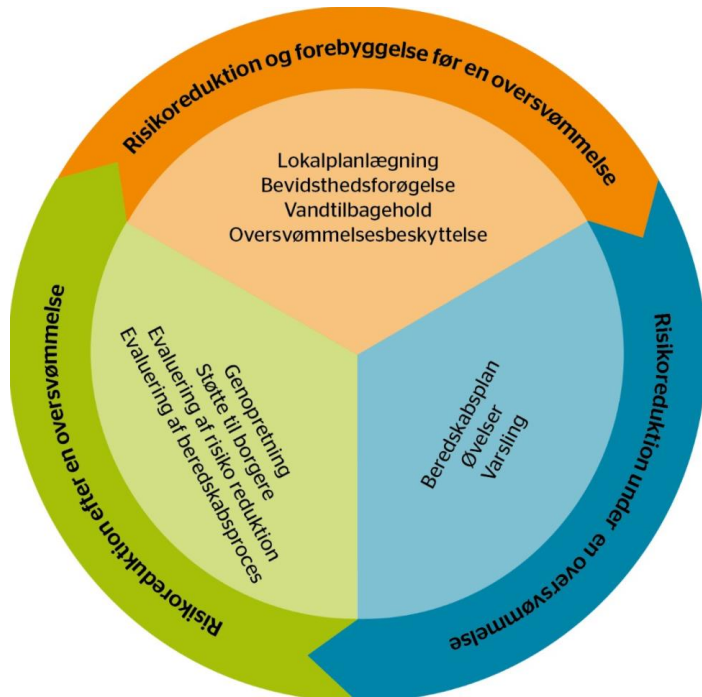 Risikoreduktion og forebyggelse før en oversvømmelse
Lokalplanlægning
Bevidsthedsforøgelse
Vandtilbagehold
Oversvømmelsesbeskyttelse
Risikoreduktion under en oversvømmelse
Beredskabsplan
Øvelser
Varsling
Risikoreduktion efter en oversvømmelse
Genopretning
Støtte til borgere
Evaluering af risiko reduktion
Evaluering af beredskabsproces